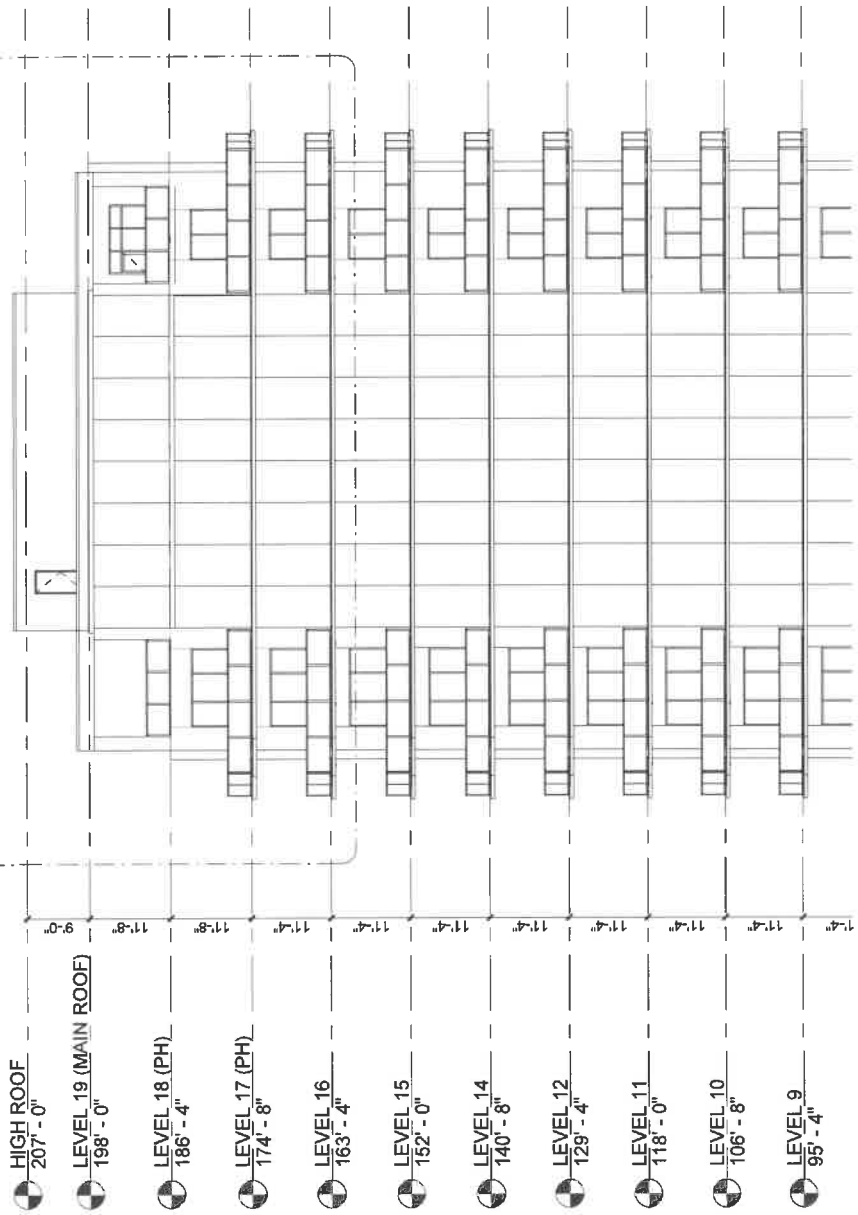 HIGH ROOF
207' - 0"
LEVEL 19 (MAIN ROOF)
198' - 0"
LEVEL 18 (PH)
186' - 4"
LEVEL 17 (PH)
174' - 8"
LEVEL 16
163' - 4"
LEVEL 15
152' - 0"
LEVEL 14
140' - 8"
LEVEL 12
129' - 4"
LEVEL 11
118' - 0"
LEVEL 10
106' - 8"
LEVEL 9
95' - 4"
9'-0"
11'-8"
11'-8"
11'-4"
11'-4"
11'-4"
11'-4"
11'-4"
11'-4"
11'-4"
1'-4"